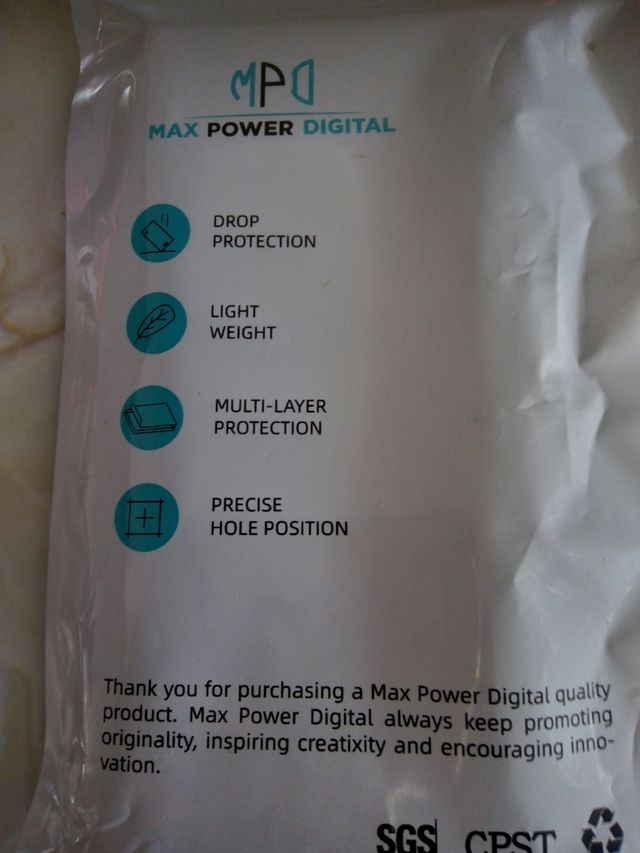 MPD
MAX POWER DIGITAL
DROP
PROTECTION
LIGHT
WEIGHT
MULTI-LAYER
PROTECTION
PRECISE
HOLE POSITION
Thank you for purchasing a Max Power Digital quality
product. Max Power Digital always keep promoting
originality, inspiring creativity and encouraging inno-
vation.
SGS CPST